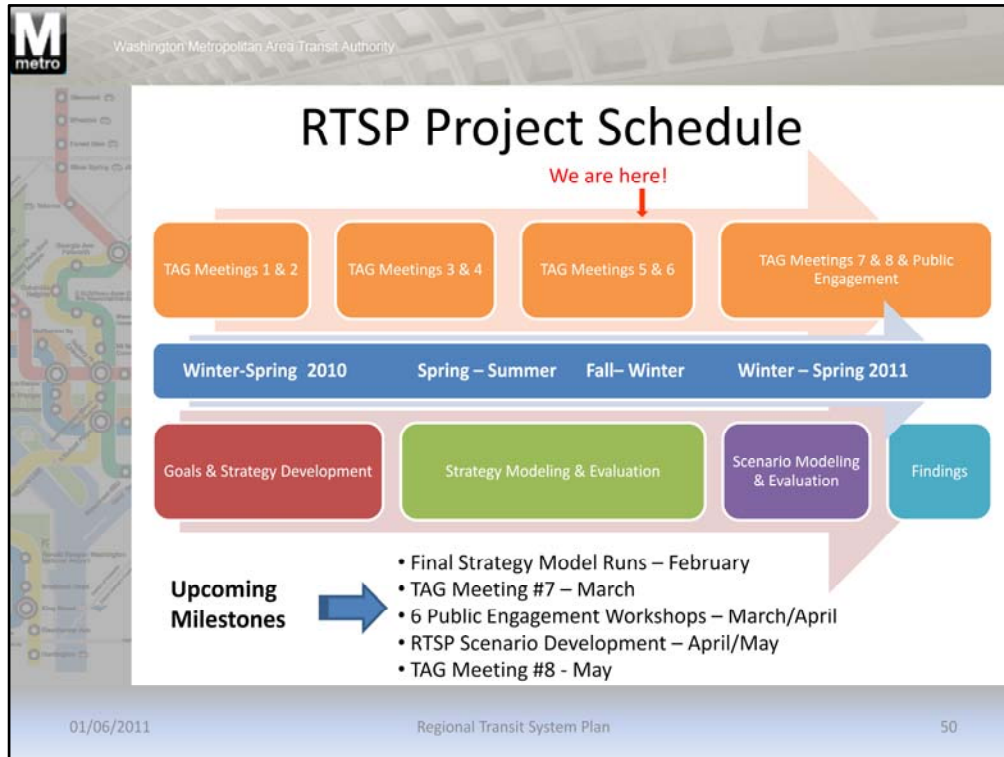 M
metro
Washington Metropolitan Area Transit Authority
RTSP Project Schedule
We are here!
TAG Meetings 1 & 2
TAG Meetings 3 & 4
TAG Meetings 5 & 6
TAG Meetings 7 & 8 & Public
Engagement
Winter-Spring 2010
Spring – Summer
Fall– Winter
Winter – Spring 2011
Goals & Strategy Development
Strategy Modeling & Evaluation
Scenario Modeling
& Evaluation
Findings
Upcoming
Milestones
• Final Strategy Model Runs – February
• TAG Meeting #7 – March
• 6 Public Engagement Workshops – March/April
• RTSP Scenario Development – April/May
• TAG Meeting #8 - May
01/06/2011
Regional Transit System Plan
50